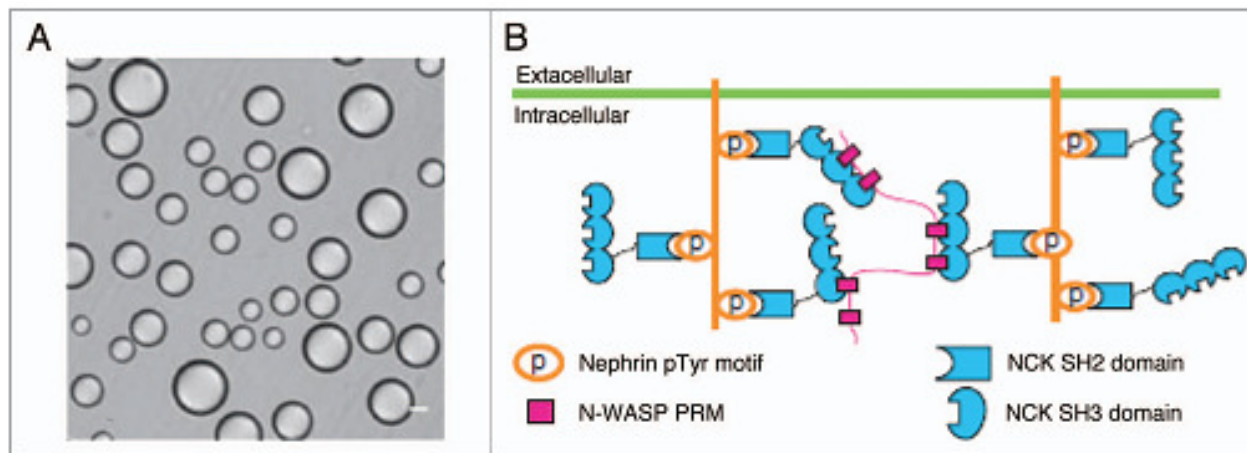 A
B
Extacellular
Intracellular
p
p
p
p
p
p
p
Nephrin pTyr motif
NCK SH2 domain
N-WASP PRM
NCK SH3 domain